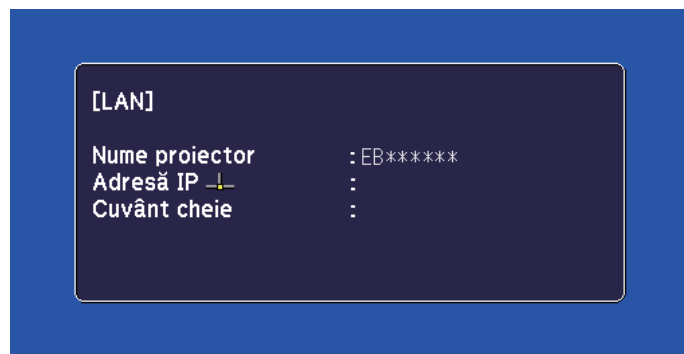 [LAN]
Nume proiector : EB******
Adresă IP :
Cuvânt cheie :